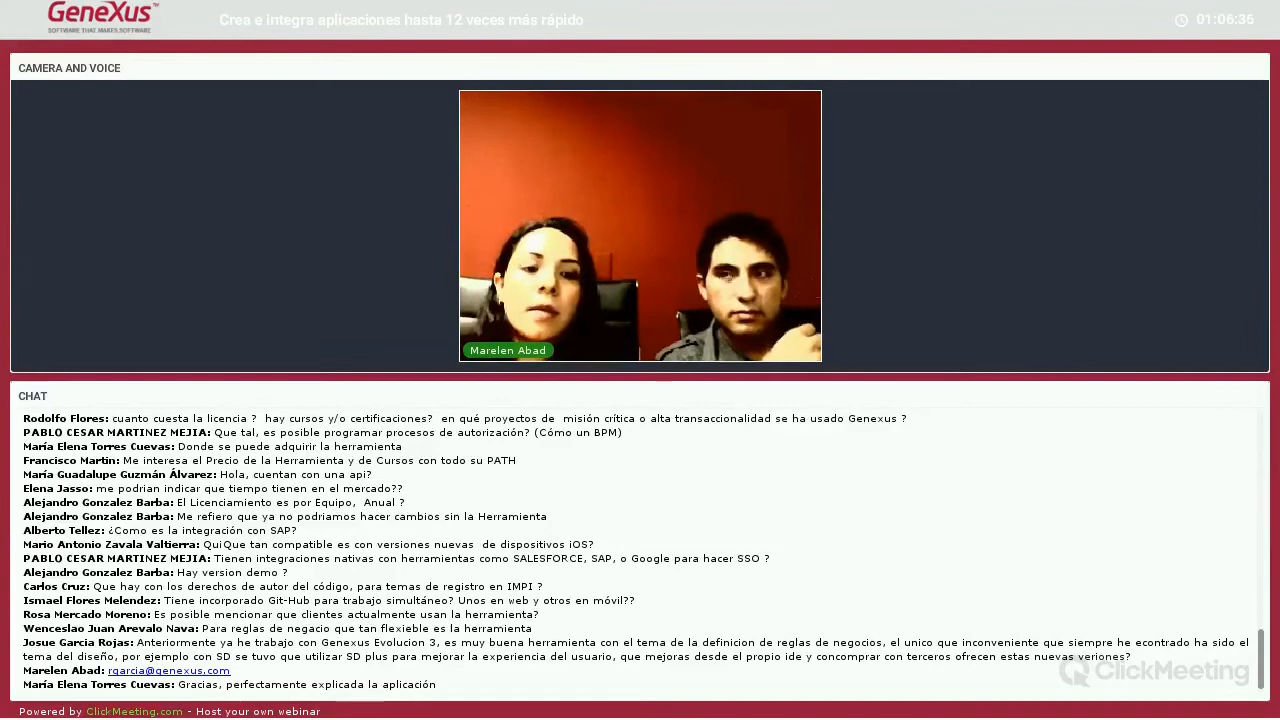 GeneXus™
SOFTWARE THAT MAKES SOFTWARE
Crea e integra aplicaciones hasta 12 veces más rápido
01:06:36
CAMERA AND VOICE
Marelen Abad
CHAT
Rodolfo Flores: cuanto cuesta la licencia ? hay cursos y/o certificaciones? en qué proyectos de misión crítica o alta transaccionalidad se ha usado Genexus ?
PABLO CESAR MARTINEZ MEJIA: Que tal, es posible programar procesos de autorización? (Cómo un BPM)
María Elena Torres Cuevas: Donde se puede adquirir la herramienta
Francisco Martin: Me interesa el Precio de la Herramienta y de Cursos con todo su PATH
María Guadalupe Guzmán Álvarez: Hola, cuentan con una api?
Elena Jasso: me podrian indicar que tiempo tienen en el mercado??
Alejandro Gonzalez Barba: El Licenciamiento es por Equipo, Anual ?
Alejandro Gonzalez Barba: Me refiero que ya no podriamos hacer cambios sin la Herramienta
Alberto Tellez: ¿Como es la integración con SAP?
Mario Antonio Zavala Valtierra: QuiQue tan compatible es con versiones nuevas de dispositivos iOS?
PABLO CESAR MARTINEZ MEJIA: Tienen integraciones nativas con herramientas como SALESFORCE, SAP, o Google para hacer SSO ?
Alejandro Gonzalez Barba: Hay version demo ?
Carlos Cruz: Que hay con los derechos de autor del código, para temas de registro en IMPI ?
Ismael Flores Melendez: Tiene incorporado Git-Hub para trabajo simultáneo? Unos en web y otros en móvil??
Rosa Mercado Moreno: Es posible mencionar que clientes actualmente usan la herramienta?
Wenceslao Juan Arevalo Nava: Para reglas de negacio que tan flexieble es la herramienta
Josue Garcia Rojas: Anteriormente ya he trabajo con Genexus Evolucion 3, es muy buena herramienta con el tema de la definicion de reglas de negocios, el unico que inconveniente que siempre he econtrado ha sido el
tema del diseño, por ejemplo con SD se tuvo que utilizar SD plus para mejorar la experiencia del usuario, que mejoras desde el propio ide y concomprar con terceros ofrecen estas nuevas veriones?
Marelen Abad: rgarcia@genexus.com
María Elena Torres Cuevas: Gracias, perfectamente explicada la aplicación
ClickMeeting
Powered by ClickMeeting.com - Host your own webinar